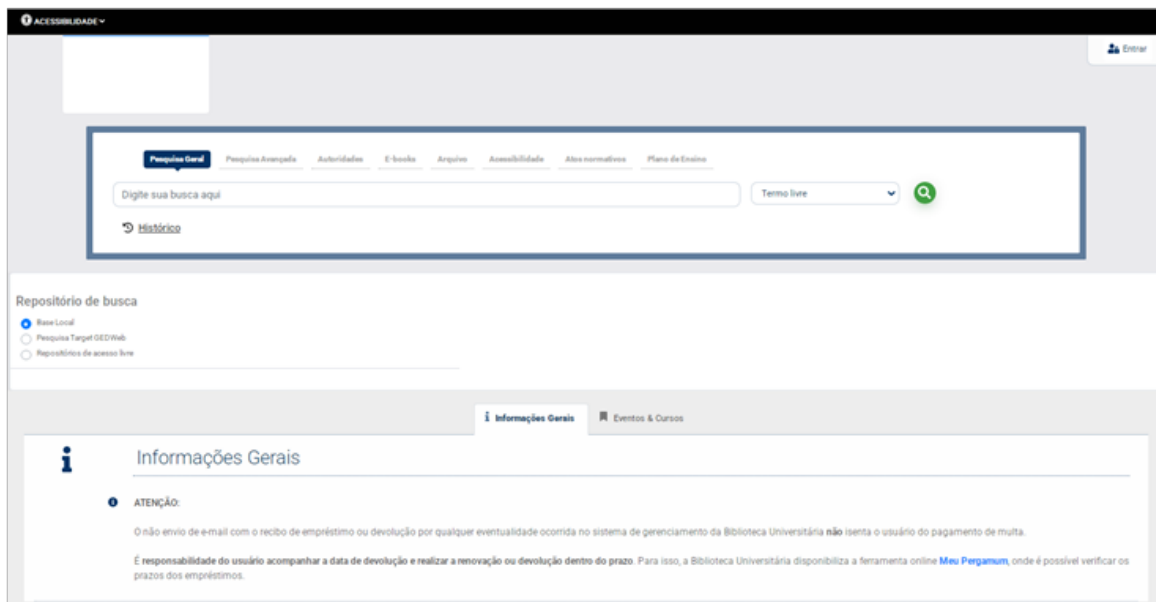 ACESSIBILIDADE
Entrar
Pesquisa Geral Pesquisa Avançada Autoridades E-books Arquivo Acessibilidade Atos normativos Plano de Ensino
Digite sua busca aqui Termo livre
Histórico
Repositório de busca
Base Local
Pesquisa Target GEDWeb
Repositórios de acesso livre
Informações Gerais Eventos & Cursos
Informações Gerais
ATENÇÃO:
O não envio de e-mail com o recibo de empréstimo ou devolução por qualquer eventualidade ocorrida no sistema de gerenciamento da Biblioteca Universitária não isenta o usuário do pagamento de multa.
É responsabilidade do usuário acompanhar a data de devolução e realizar a renovação ou devolução dentro do prazo. Para isso, a Biblioteca Universitária disponibiliza a ferramenta online Meu Pergamum, onde é possível verificar os
prazos dos empréstimos.